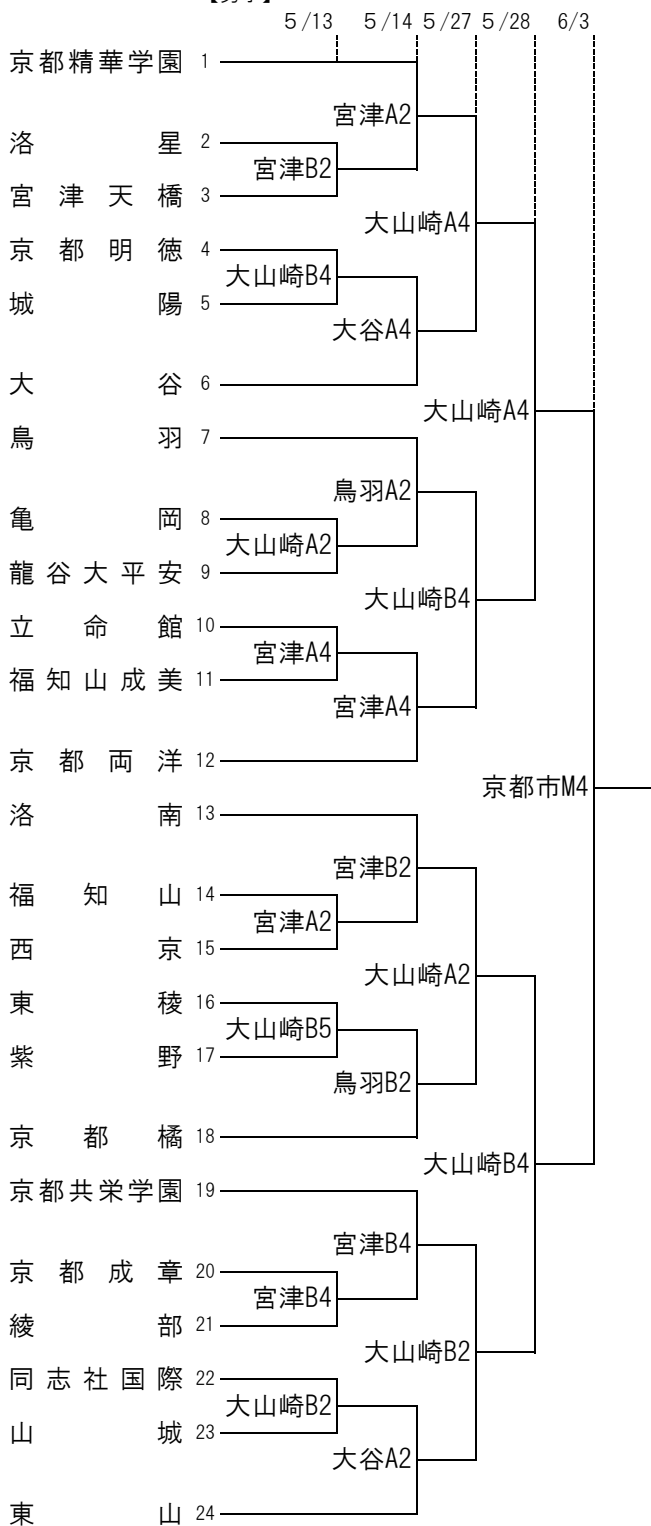 5/13 5/14 5/27 5/28 6/3
京都精華学園 1
宮津A2
洛星 2
宮津B2
宮津天橋 3
大山崎A4
京都明徳 4
大山崎B4
城陽 5
大谷A4
大谷 6
大山崎A4
鳥羽 7
鳥羽A2
亀岡 8
大山崎A2
龍谷大平安 9
大山崎B4
立命館 10
宮津A4
福知山成美 11
宮津A4
京都両洋 12
京都市M4
洛南 13
宮津B2
福知山 14
宮津A2
西京 15
大山崎A2
東稜 16
大山崎B5
紫野 17
鳥羽B2
京都橘 18
大山崎B4
京都共栄学園 19
宮津B4
京都成章 20
宮津B4
綾部 21
大山崎B2
同志社国際 22
大山崎B2
山城 23
大谷A2
東山 24